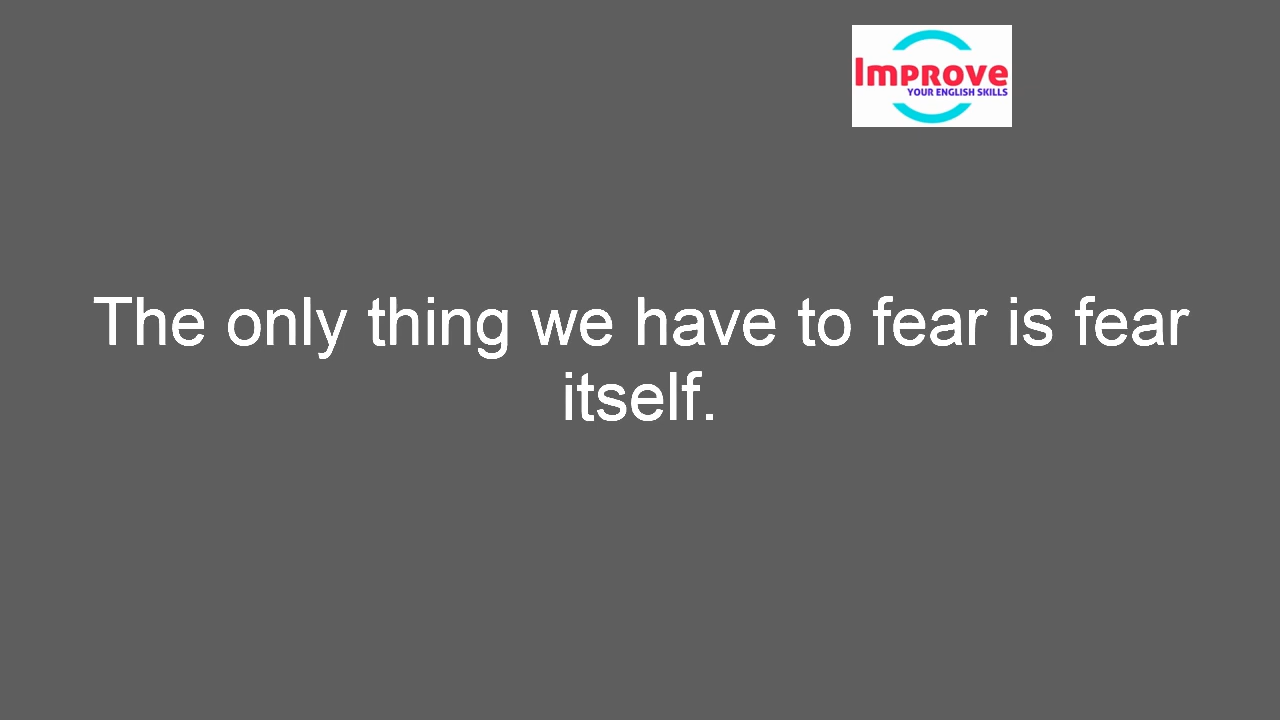 Improve
YOUR ENGLISH SKILLS
The only thing we have to fear is fear
itself.